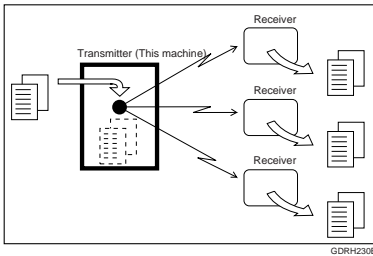 Receiver
Transmitter (This machine)
Receiver
Receiver
GDRH230E